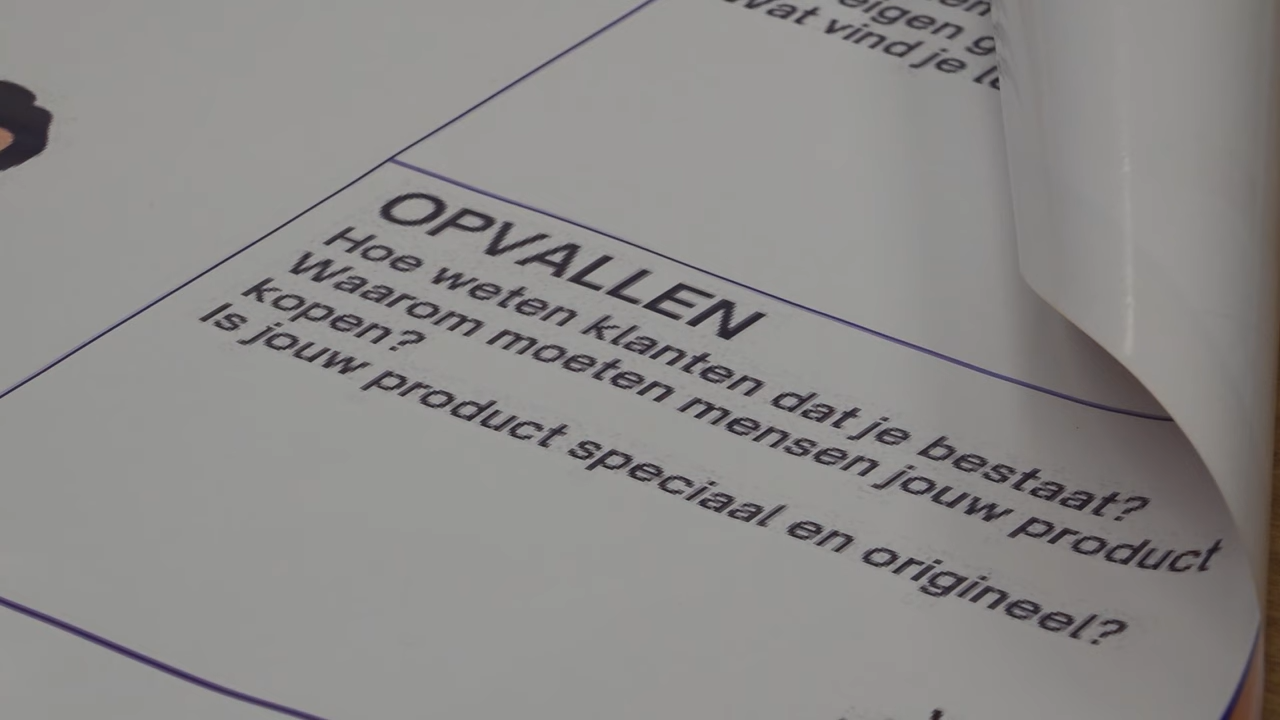 eigen
Wat vind je
OPVALLEN
Hoe weten klanten dat je bestaat?
Waarom moeten mensen jouw product
kopen?
Is jouw product speciaal en origineel?